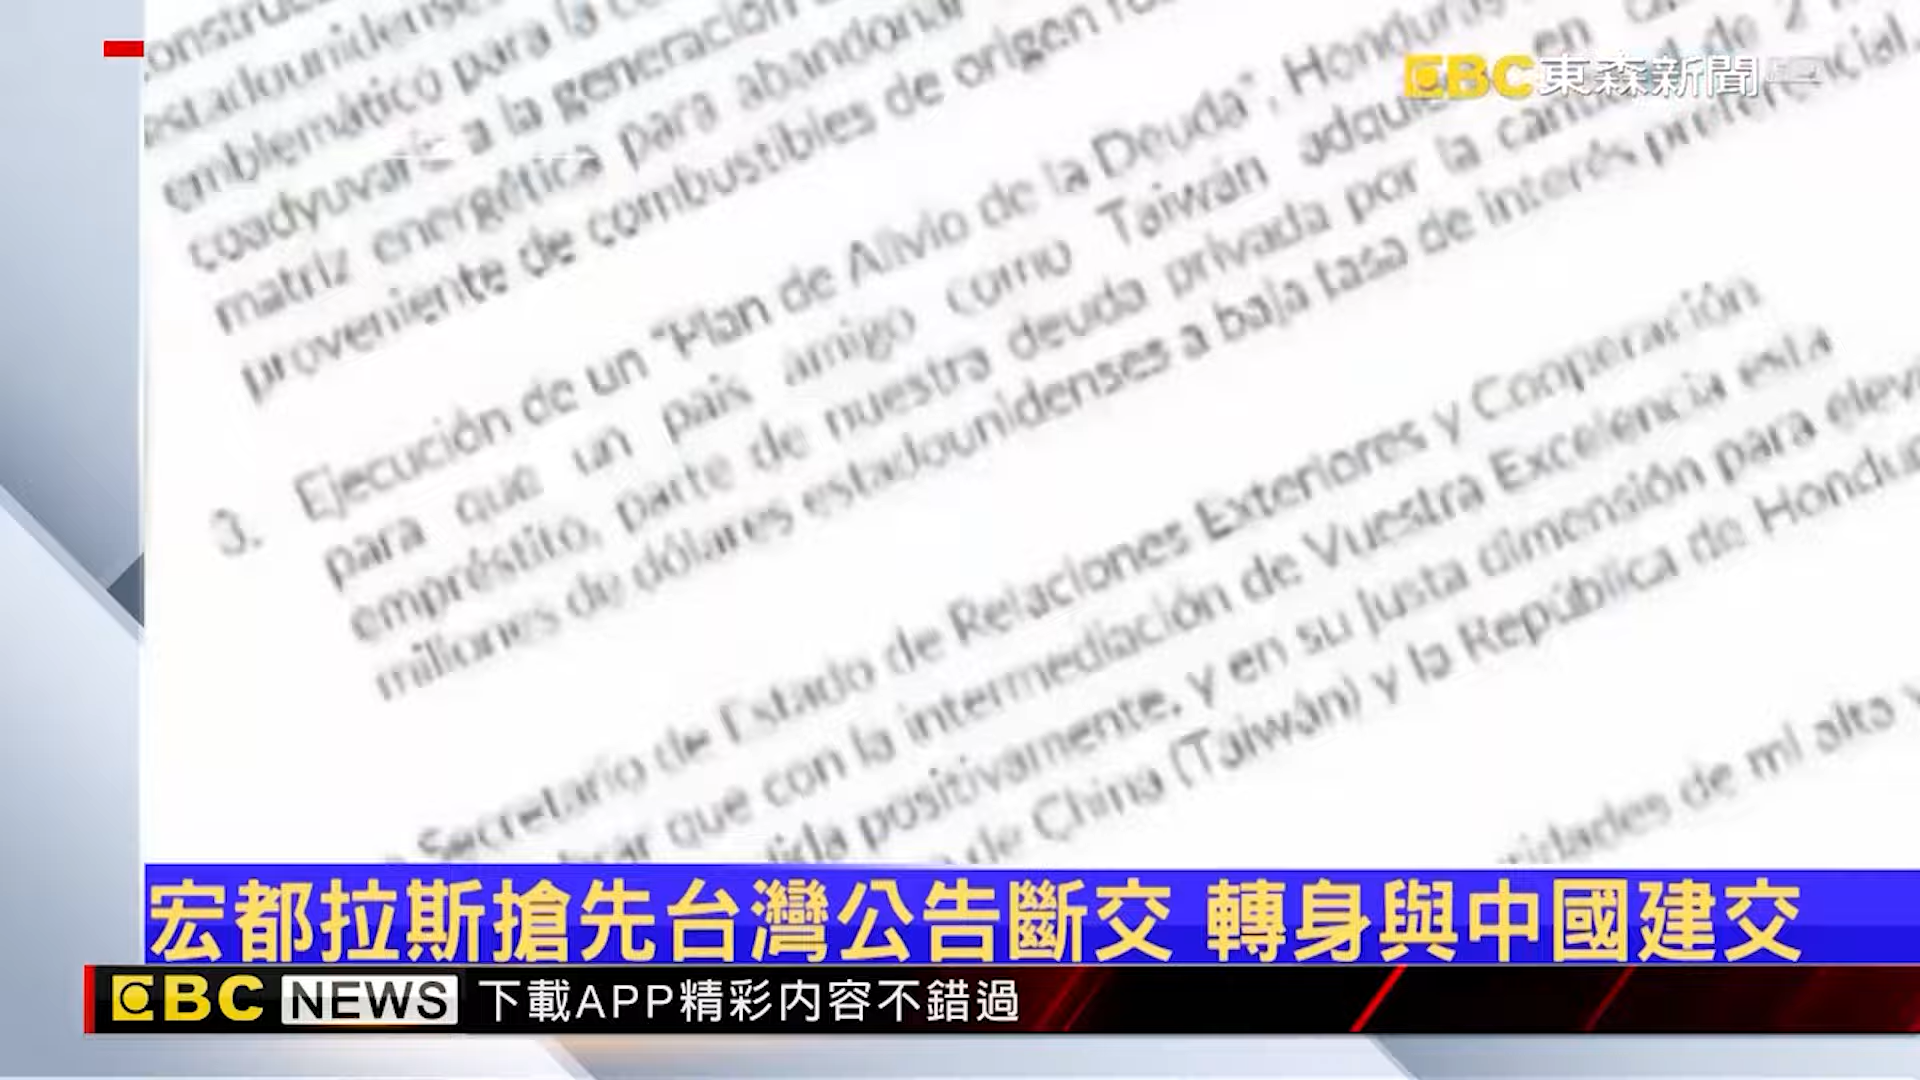 EBC東森新聞
estadounidenses
emblemático para la
coadyuvará a la generación
matriz energética para abandonar
proveniente de combustibles de origen
3. Ejecución de un "Plan de Alivio de la Deuda", Honduras
para que un país amigo como Taiwán en
empréstito, parte de nuestra deuda privada por la de 2
millones de dólares estadounidenses a baja tasa de interés preferencial.
Secretario de Estado de Relaciones Exteriores y Cooperación
que con la intermediación de Vuestra Excelencia esta
positivamente, y en su justa dimensión para
de China (Taiwán) y la República de
de mi alta y
宏都拉斯搶先台灣公告斷交 轉身與中國建交
EBC NEWS 下載APP精彩內容不錯過